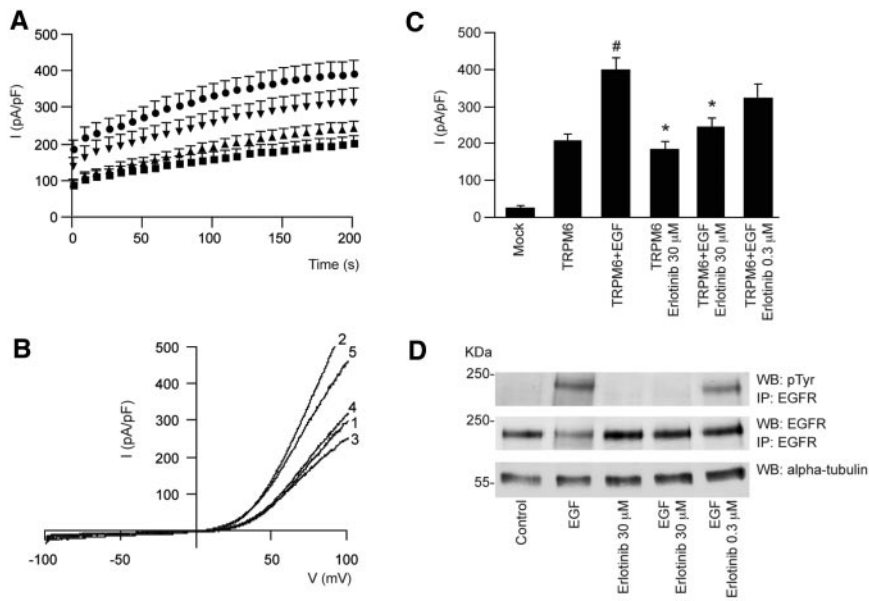 A
I (pA/pF)
500
400
300
200
100
0
0
50
100
150
200
Time (s)
B
I (pA/pF)
500
400
300
200
100
-100
-50
50
100
V (mV)
2
5
4
1
3
C
I (pA/pF)
500
400
300
200
100
0
#
*
*
Mock
TRPM6
TRPM6+EGF
TRPM6
Erlotinib 30 μM
TRPM6+EGF
Erlotinib 30 μM
TRPM6+EGF
Erlotinib 0.3 μM
D
KDa
250-
WB: pTyr
IP: EGFR
250-
WB: EGFR
IP: EGFR
55-
WB: alpha-tubulin
Control
EGF
Erlotinib 30 μM
EGF
Erlotinib 30 μM
EGF
Erlotinib 0.3 μM